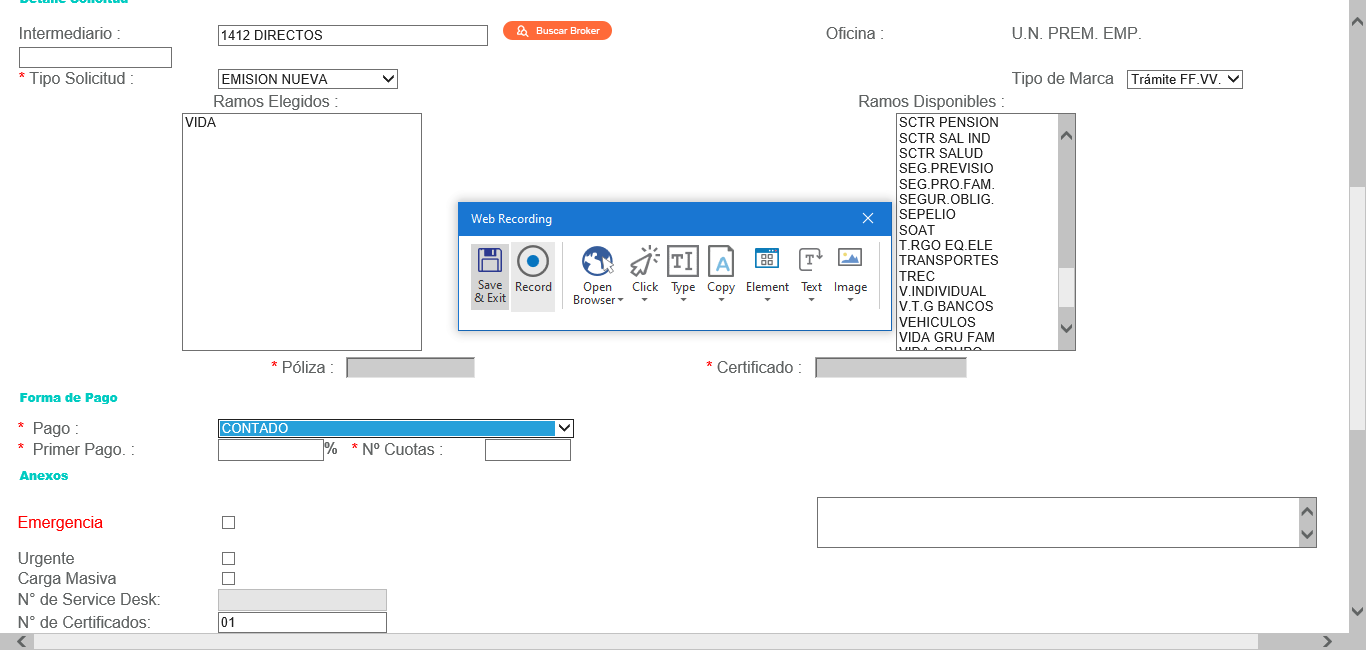 Detalle Solicitud
Intermediario :
1412 DIRECTOS
Buscar Broker
Oficina :
U.N. PREM. EMP.
* Tipo Solicitud :
EMISION NUEVA
Tipo de Marca
Trámite FF.VV.
Ramos Elegidos :
Ramos Disponibles :
VIDA
SCTR PENSION
SCTR SAL IND
SCTR SALUD
SEG.PREVISIO
SEG.PRO.FAM.
SEGUR.OBLIG.
SEPELIO
SOAT
T.RGO EQ.ELE
TRANSPORTES
TREC
V.INDIVIDUAL
V.T.G BANCOS
VEHICULOS
VIDA GRU FAM
VIDA GRUPO
Web Recording
Save
& Exit
Record
Open
Browser
Click
Type
Copy
Element
Text
Image
* Póliza :
* Certificado :
Forma de Pago
* Pago :
CONTADO
* Primer Pago. :
%
* Nº Cuotas :
Anexos
Emergencia
Urgente
Carga Masiva
N° de Service Desk:
N° de Certificados:
01